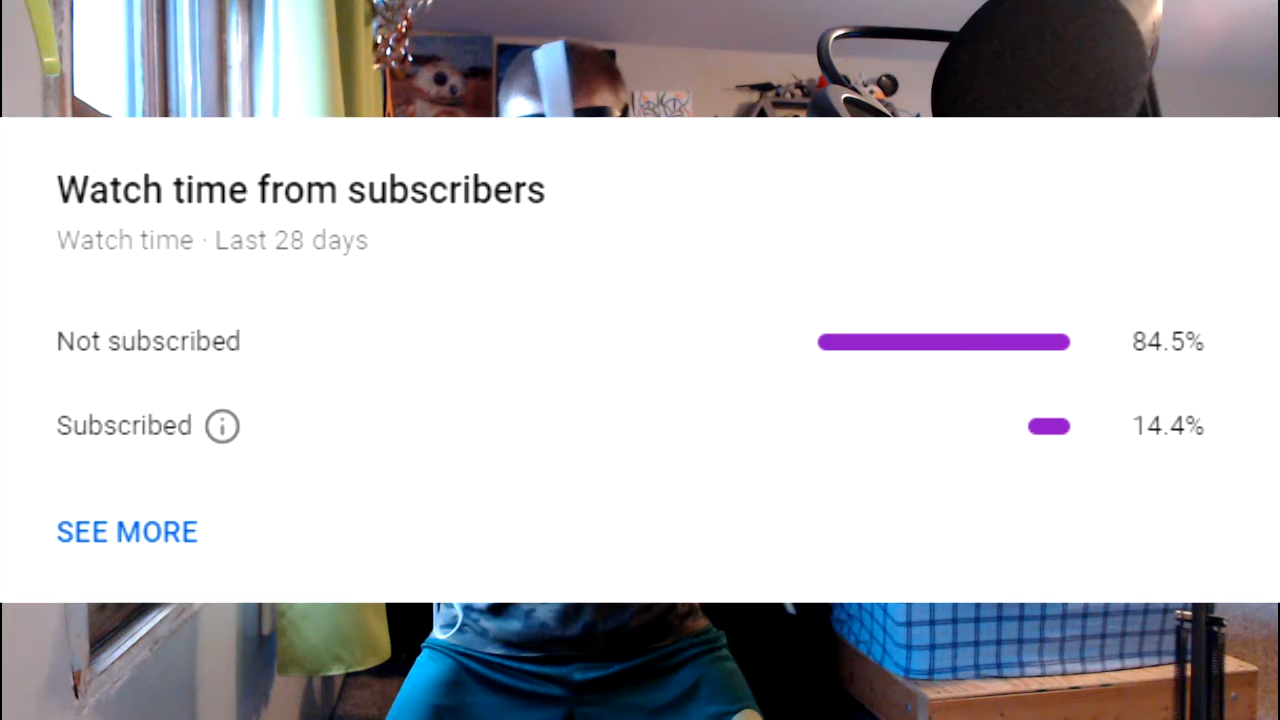 Watch time from subscribers
Watch time · Last 28 days
Not subscribed 84.5%
Subscribed 14.4%
SEE MORE